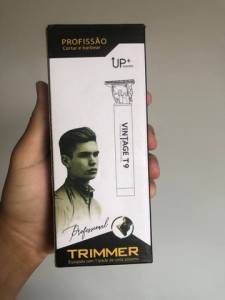 PROFISSÃO
Cortar e barbear
UP+
VINTAGE T9
Professional
TRIMMER